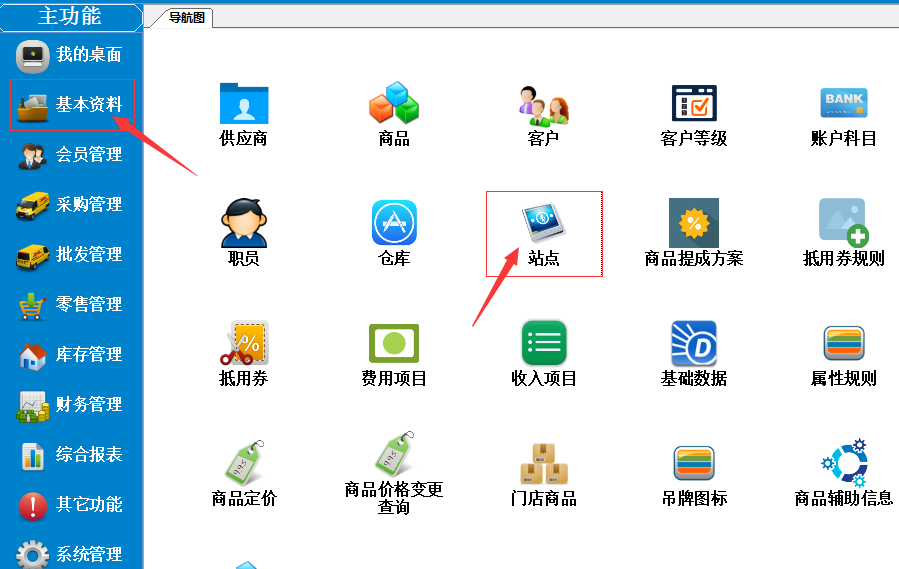 主功能
导航图
我的桌面
基本资料
会员管理
采购管理
批发管理
零售管理
库存管理
财务管理
综合报表
其它功能
系统管理
供应商
商品
客户
客户等级
BANK
账户科目
职员
仓库
站点
商品提成方案
抵用券规则
抵用券
费用项目
收入项目
D
基础数据
属性规则
99.5
商品定价
99.5
商品价格变更
查询
门店商品
吊牌图标
商品辅助信息